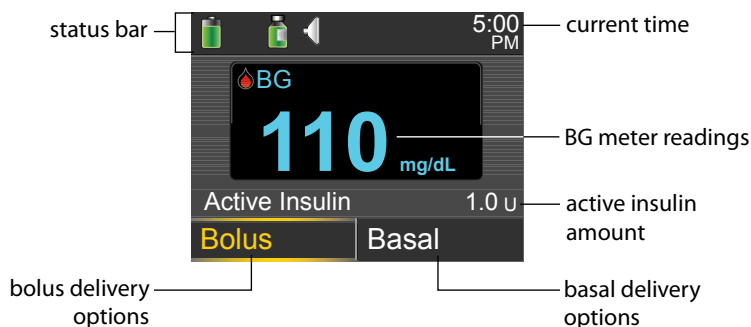 status bar
5:00
PM
current time
BG
110 mg/dL
BG meter readings
Active Insulin 1.0 U
active insulin
amount
Bolus Basal
bolus delivery
options
basal delivery
options